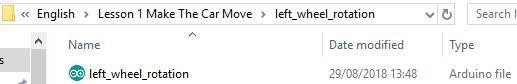 English > Lesson 1 Make The Car Move > left_wheel_rotation
Search l
Name Date modified Type
left_wheel_rotation 29/08/2018 13:48 Arduino file